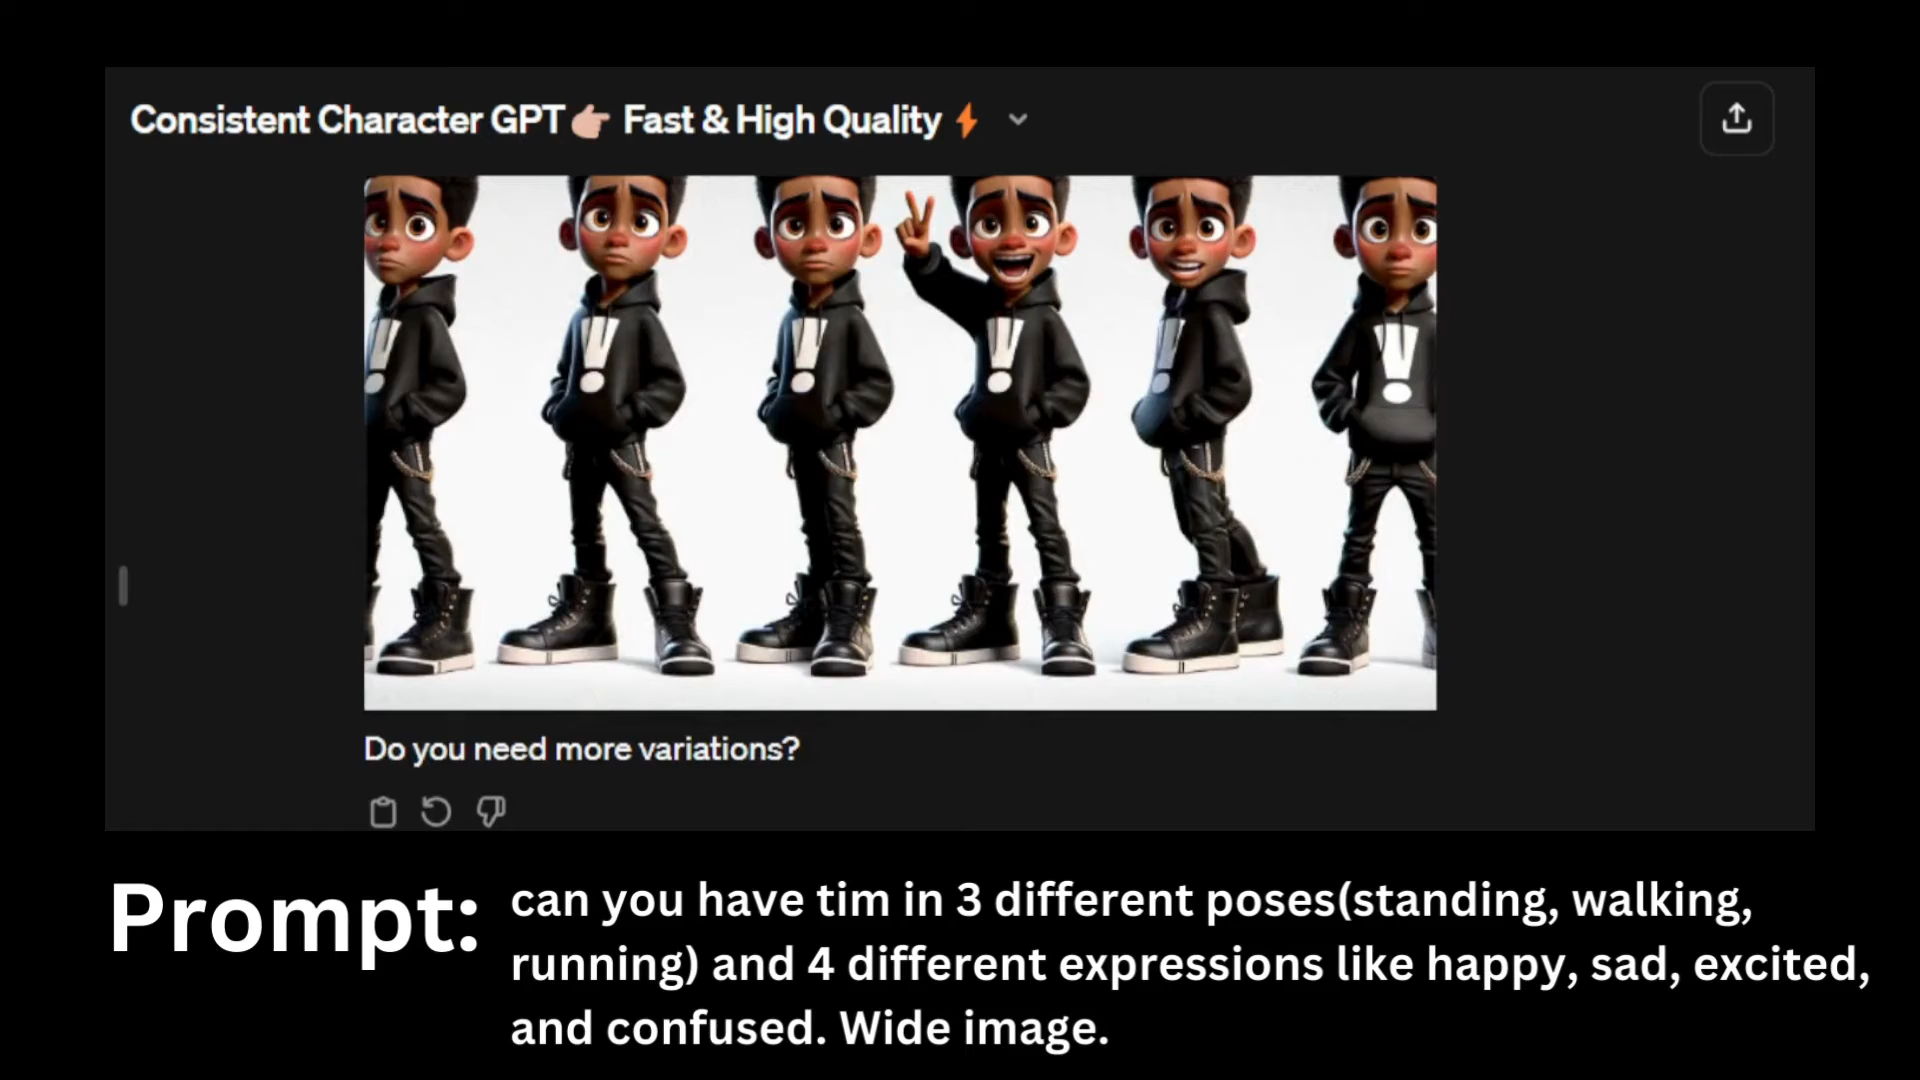 Consistent Character GPT👉 Fast & High Quality⚡
Do you need more variations?
Prompt:
can you have tim in 3 different poses(standing, walking,
running) and 4 different expressions like happy, sad, excited,
and confused. Wide image.